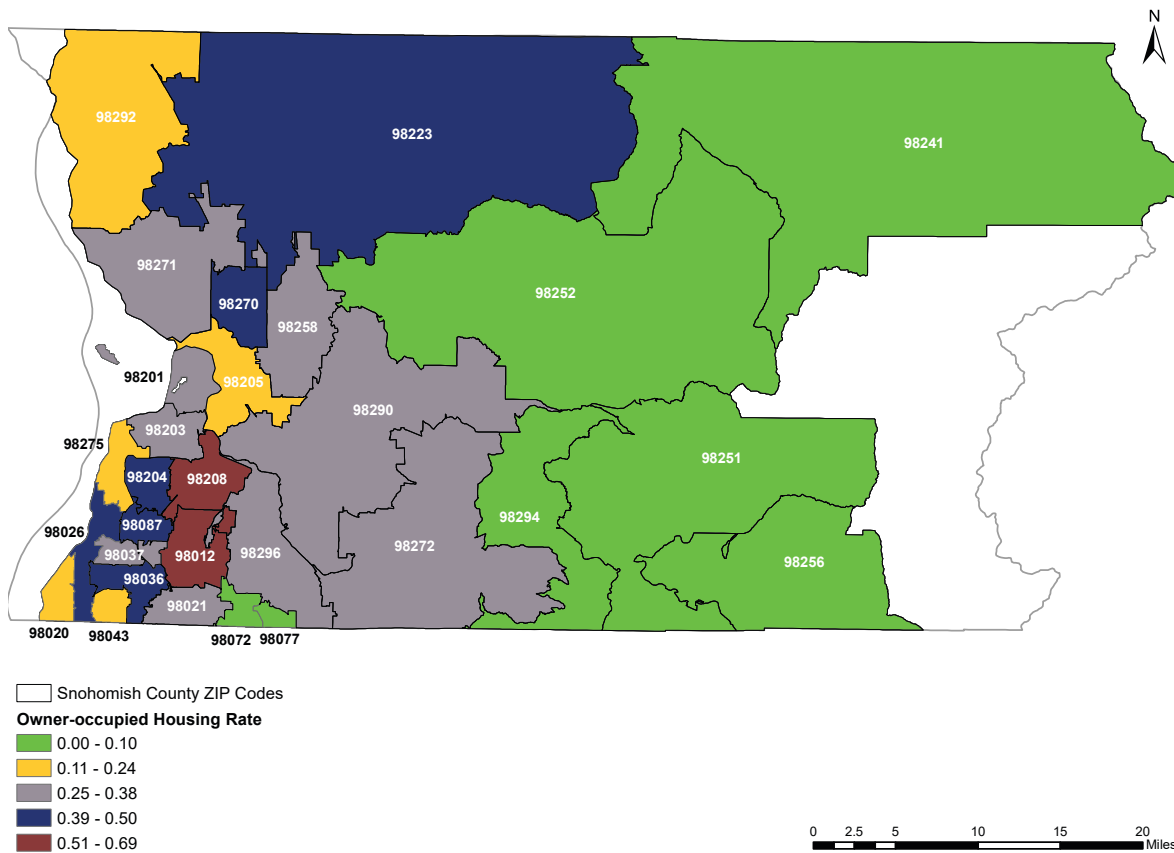 N
98292
98223
98241
98271
98270
98258
98252
98201
98205
98290
98275
98203
98204
98208
98251
98026
98087
98294
98037
98012
98296
98272
98256
98036
98021
98020
98043
98072
98077
Snohomish County ZIP Codes
Owner-occupied Housing Rate
0.00 - 0.10
0.11 - 0.24
0.25 - 0.38
0.39 - 0.50
0.51 - 0.69
0 2.5 5 10 15 20
Miles